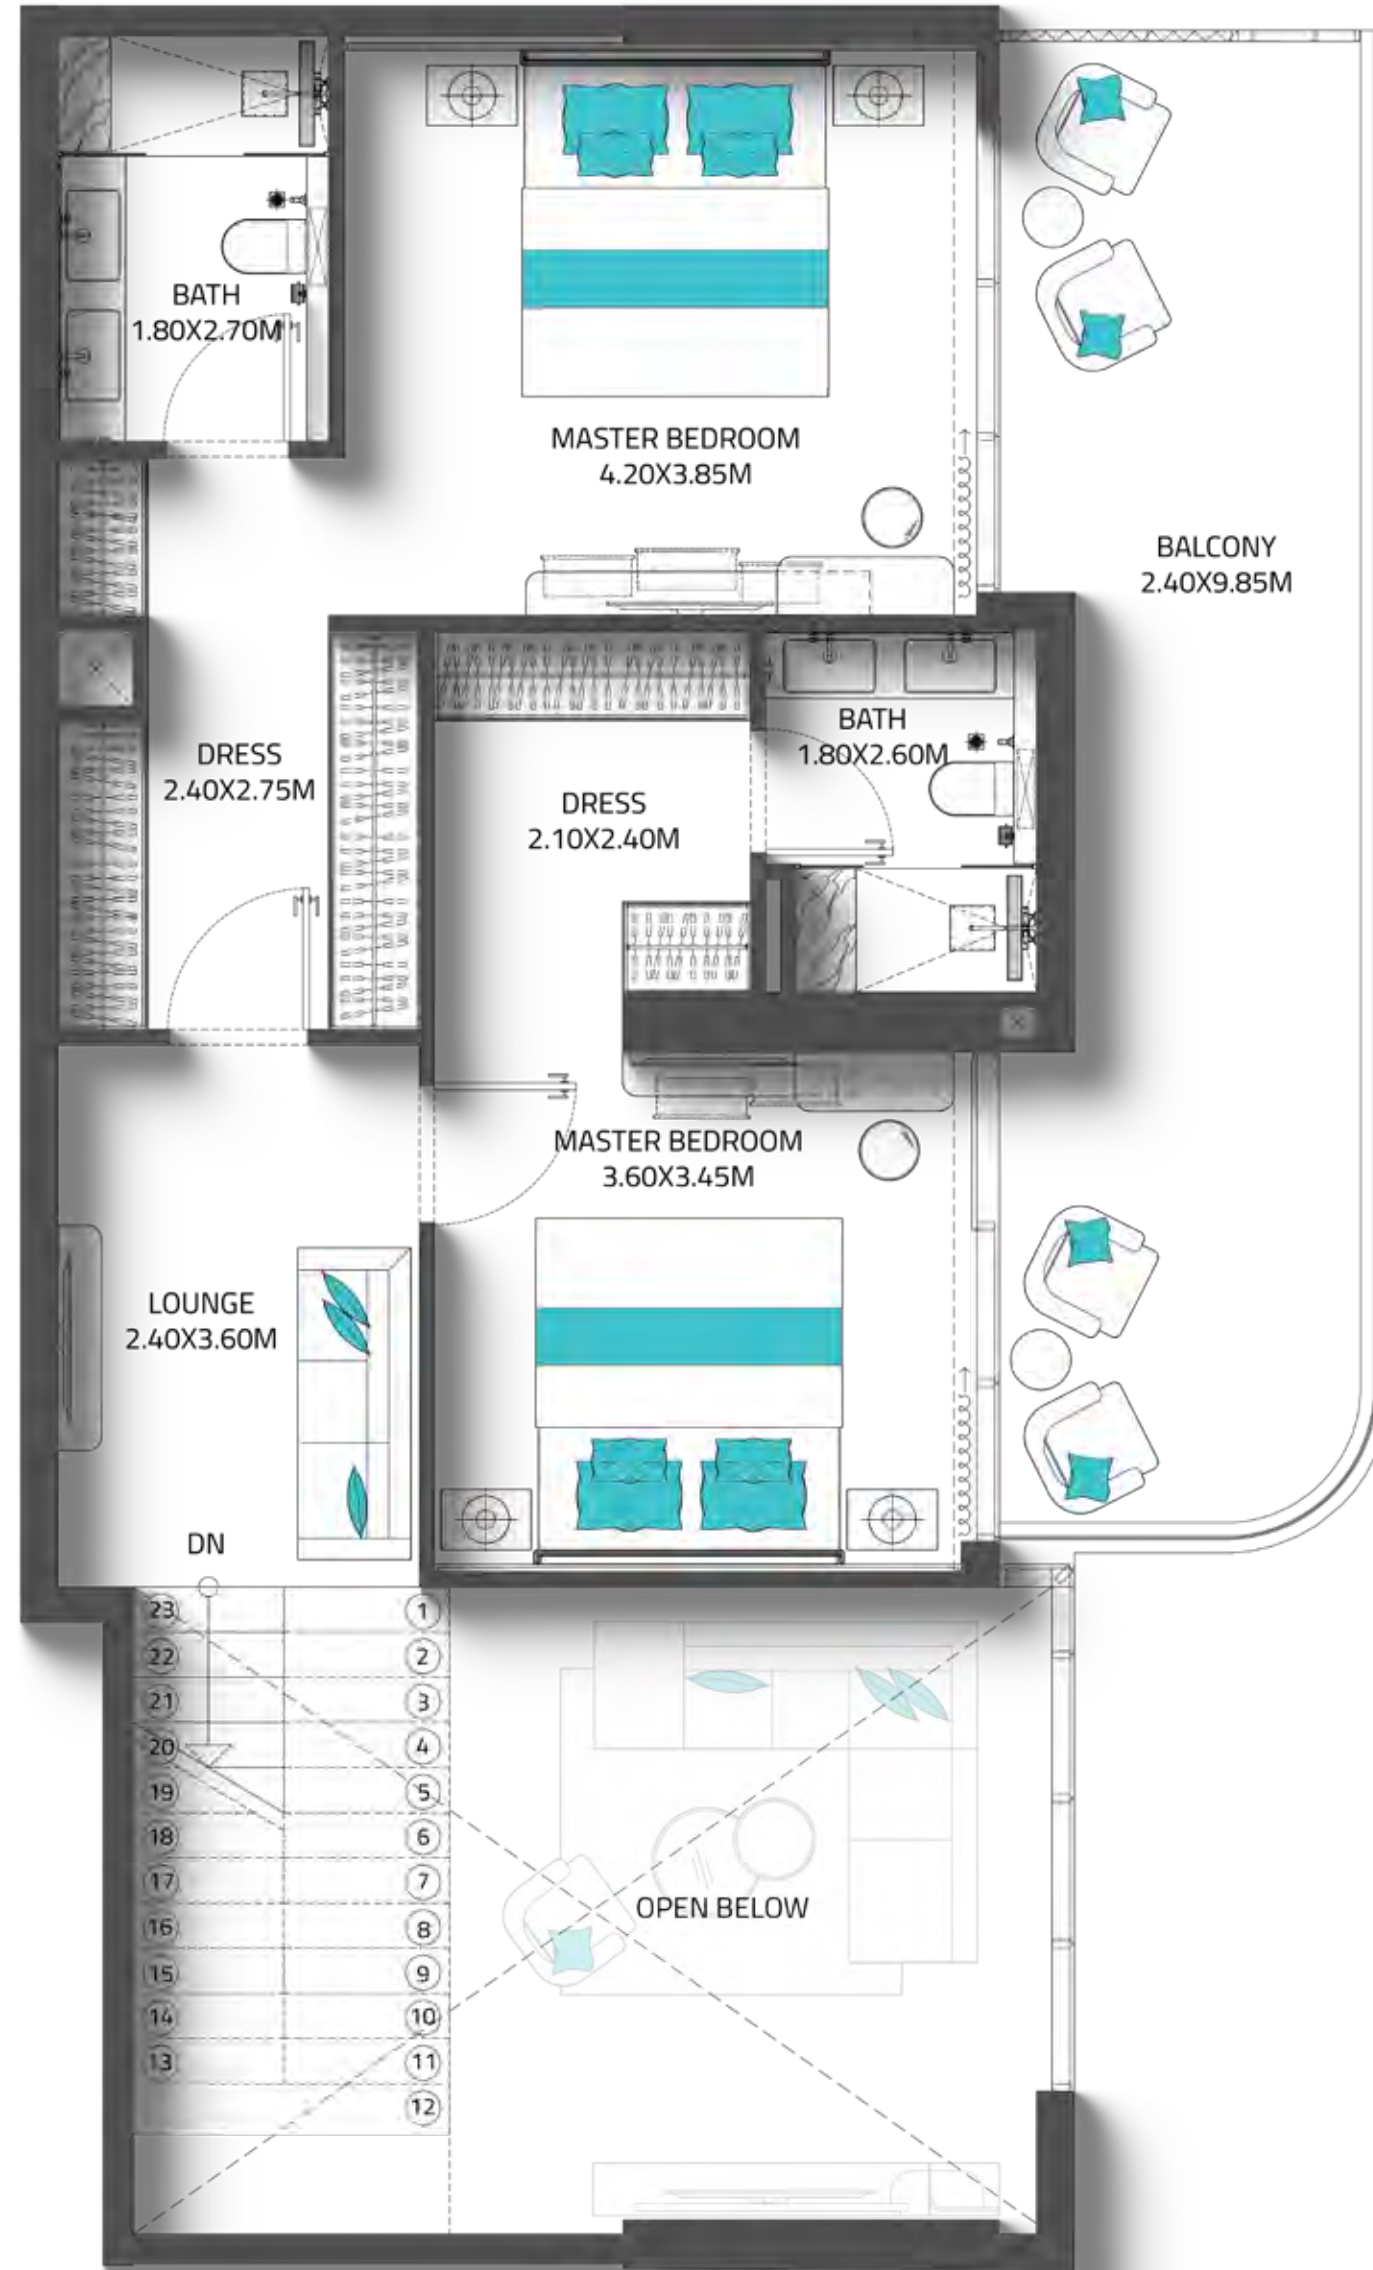 BATH
1.80X2.70M
MASTER BEDROOM
4.20X3.85M
BALCONY
2.40X9.85M
BATH
1.80X2.60M
DRESS
2.40X2.75M
DRESS
2.10X2.40M
MASTER BEDROOM
3.60X3.45M
LOUNGE
2.40X3.60M
DN
23 1
22 2
21 3
20 4
19 5
18 6
17 7
OPEN BELOW
16 8
15 9
14 10
13 11
12